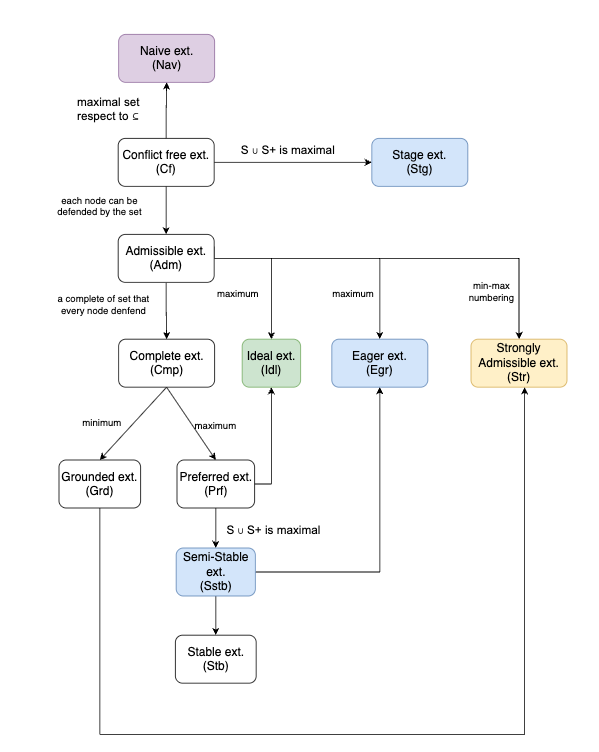 Naive ext.
(Nav)
maximal set
respect to ⊆
Conflict free ext.
(Cf)
S ∪ S+ is maximal
Stage ext.
(Stg)
each node can be
defended by the set
Admissible ext.
(Adm)
a complete of set that
every node denfend
maximum
maximum
min-max
numbering
Complete ext.
(Cmp)
Ideal ext.
(Idl)
Eager ext.
(Egr)
Strongly
Admissible ext.
(Str)
minimum
maximum
Grounded ext.
(Grd)
Preferred ext.
(Prf)
S ∪ S+ is maximal
Semi-Stable
ext.
(Sstb)
Stable ext.
(Stb)